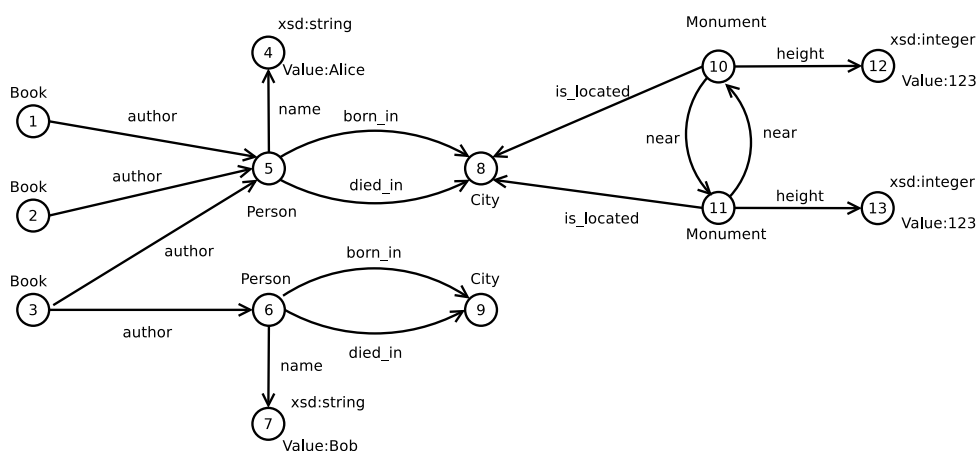 xsd:string
4
Value:Alice
name
Book
1
author
Book
2
author
5
Person
born_in
died_in
8
City
Monument
10
height
xsd:integer
12
Value:123
is_located
near
near
11
Monument
is_located
height
xsd:integer
13
Value:123
author
Book
3
author
Person
6
born_in
died_in
City
9
name
xsd:string
7
Value:Bob